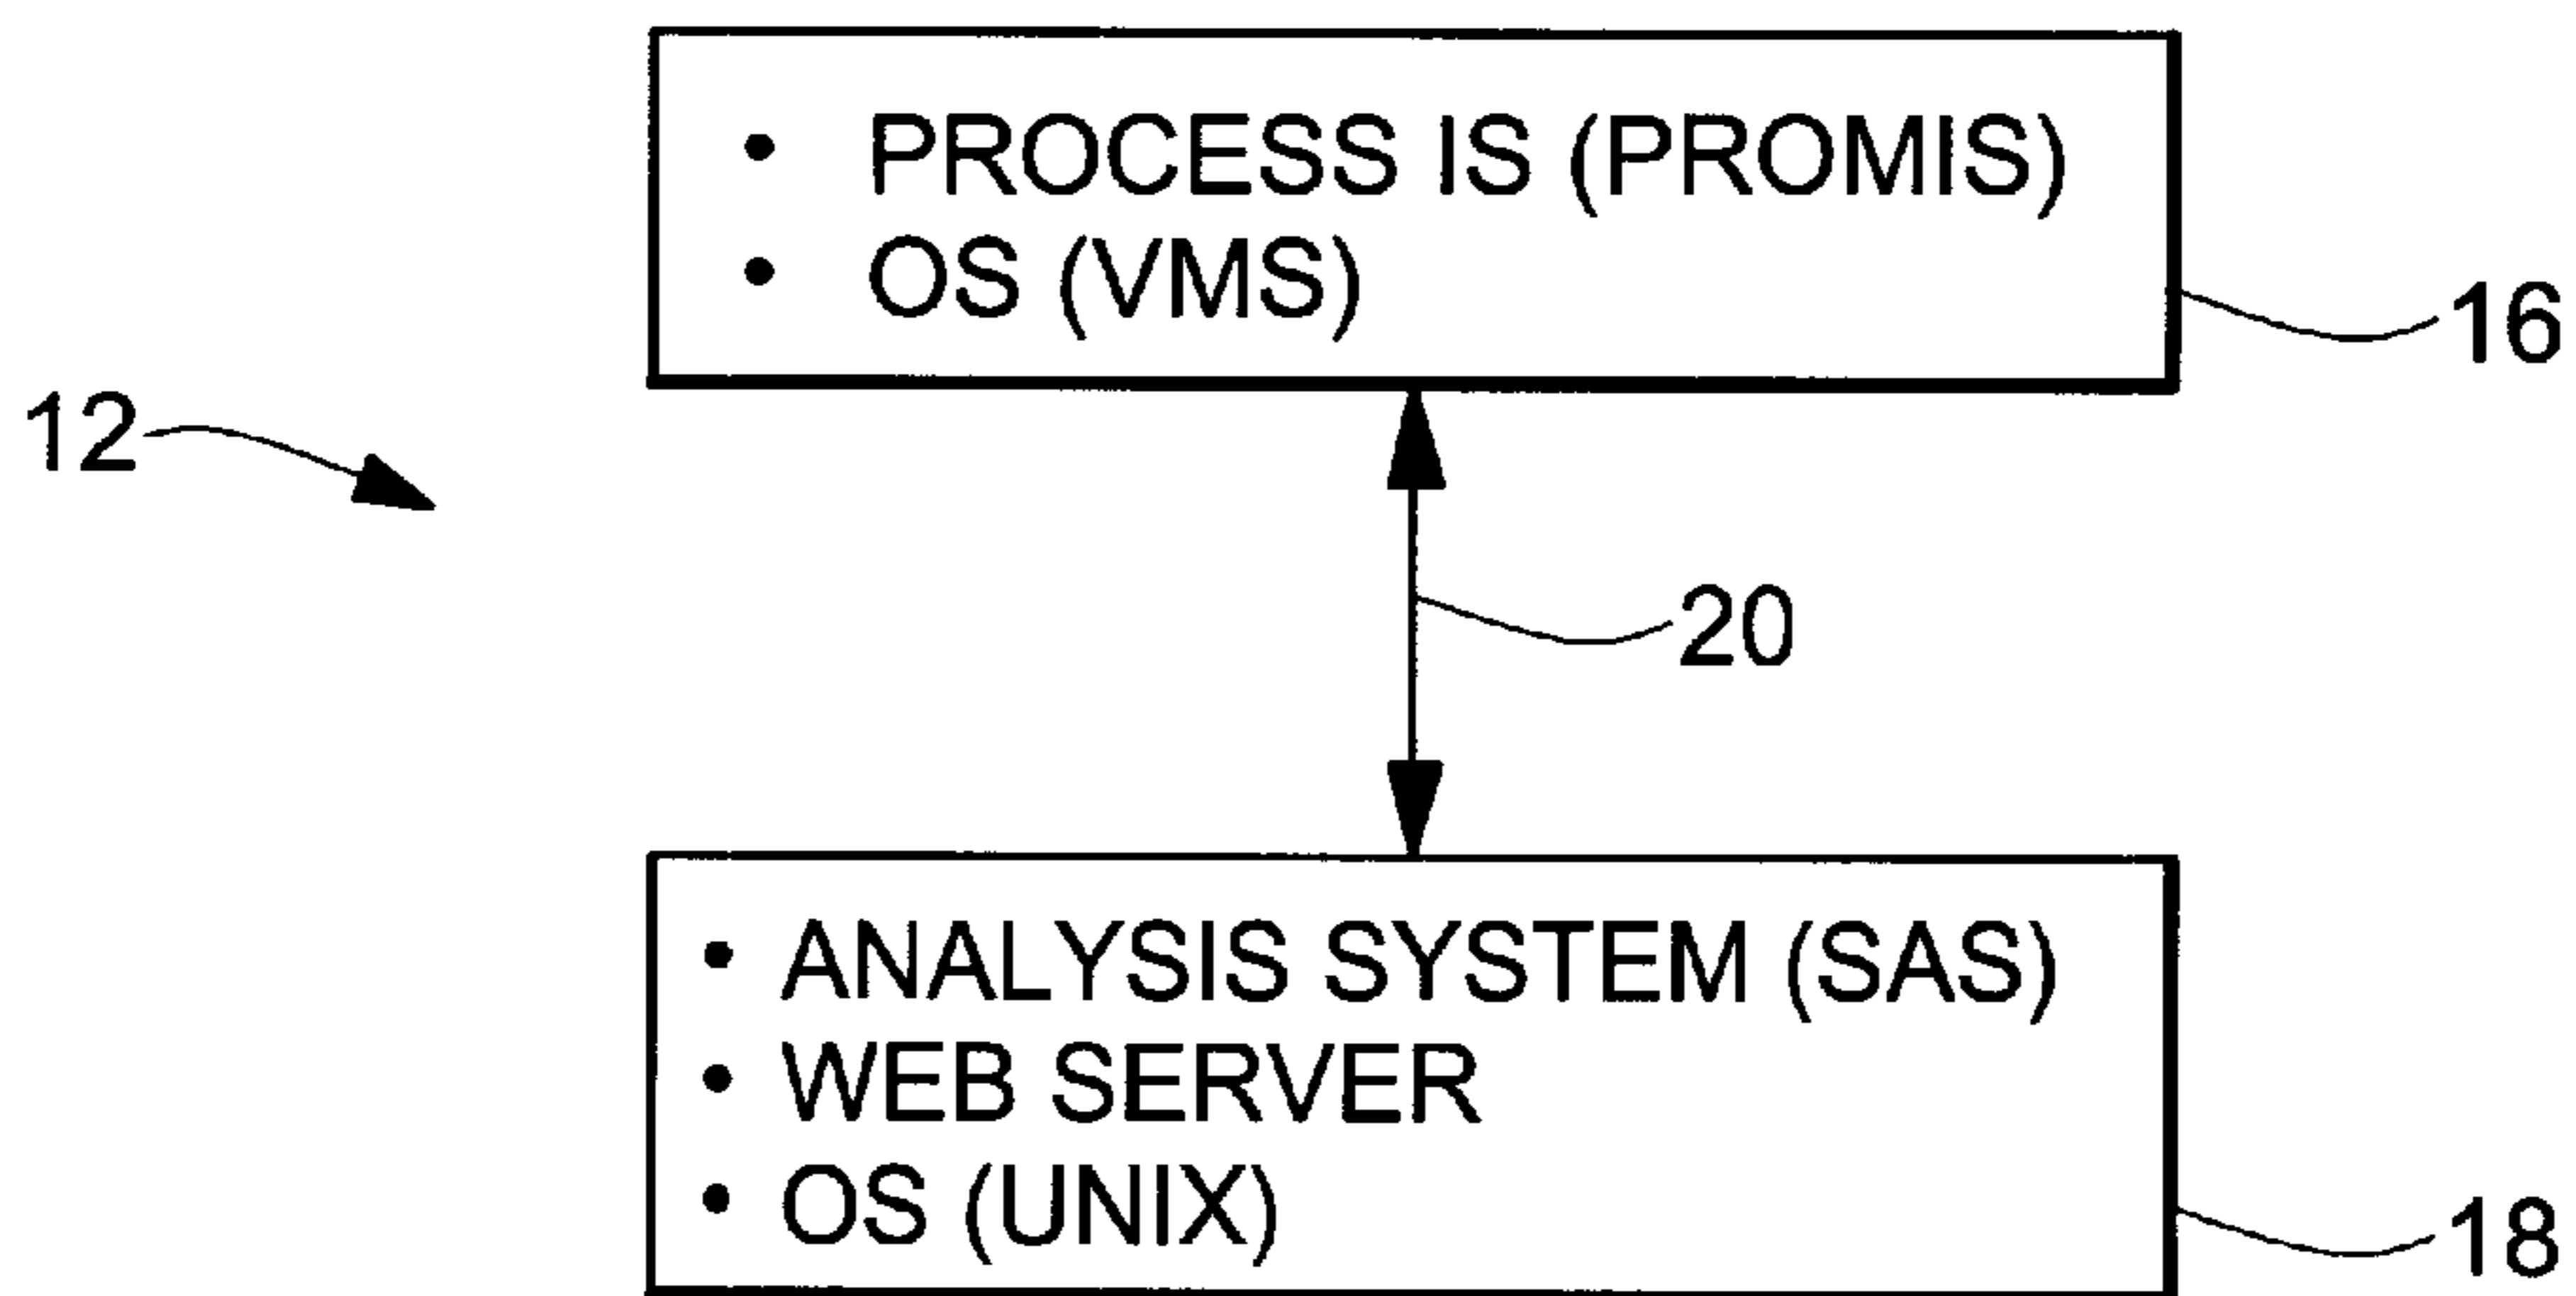 • PROCESS IS (PROMIS)
• OS (VMS)
16
12
20
• ANALYSIS SYSTEM (SAS)
• WEB SERVER
• OS (UNIX)
18